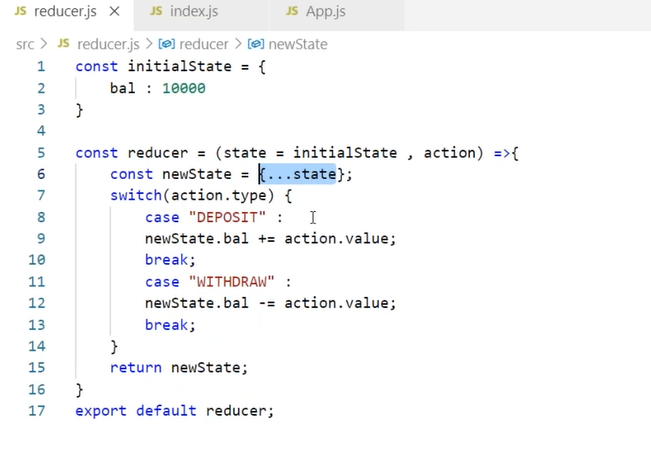 JS reducer.js × JS index.js JS App.js
src > JS reducer.js > reducer > newState
1 const initialState = {
2 bal : 10000
3 }
4
5 const reducer = (state = initialState , action) =>{
6 const newState = {...state};
7 switch(action.type) {
8 case "DEPOSIT" :
9 newState.bal += action.value;
10 break;
11 case "WITHDRAW" :
12 newState.bal -= action.value;
13 break;
14 }
15 return newState;
16 }
17 export default reducer;